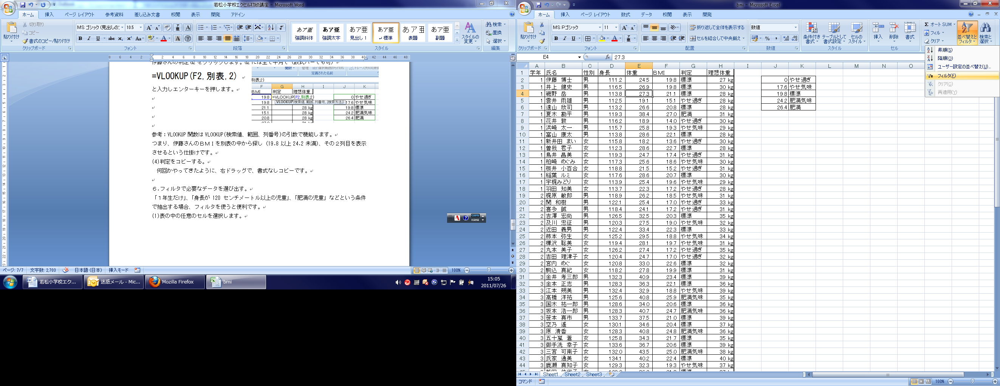 若松小学校エクセル初級講座 - Microsoft Word
ホーム 挿入 ページ レイアウト 参考資料 差し込み文書 校閲 表示 開発 アドイン
貼り付け 切り取り コピー 書式のコピー/貼り付け
MS ゴシック (見出しの 10.5
強調斜体 強調太字 見出し 1 標準 表題 副題 スタイルの変更
検索 置換 選択
クリップボード フォント 段落 スタイル 編集
=VLOOKUP(F2,別表,2)
と入力しエンターキーを押します。
定義された名前
別表,2)
F G H I J K
BMI 判定 理想体重
19.8 =VLOOKUP(F2,別表,2) 0 やせ過ぎ
19.8 VLOOKUP(検索値, 範囲, 列番号, [検索方法]) 17.6 やせ気味
21.1 28 kg 19.8 標準
15.1 28 kg 24.2 肥満気味
20.8 28 kg 26.4 肥満
参考：VLOOKUP 関数は VLOOKUP(検索値、範囲、列番号)の引数で機能します。
つまり、伊藤さんのＢＭＩを別表の中から探し（19.8 以上 24.2 未満）、その２列目を表示
させるという仕掛けです。
(4)判定をコピーする。
何回かやってきたように、右ドラッグで、書式なしコピーです。
６.フィルタで必要なデータを選び出す。
「１年生だけ」、「身長が 120 センチメートル以上の児童」、「肥満の児童」などという条件
で抽出する場合、フィルタを使うと便利です。
(1)表の中の任意のセルを選択します。
CAPS
KANA
ページ: 7/7 文字数: 2,703 日本語 (日本) 挿入モード 100%
若松小学校エク... 迷惑メール - Mic... Mozilla Firefox bmi
15:05
2011/07/26
bmi - Microsoft Excel
ホーム 挿入 ページ レイアウト 数式 データ 校閲 表示 開発
貼り付け MS Pゴシック 11 折り返して全体を表示する セルを結合して中央揃え 数値
条件付き書式 テーブルとして書式設定 セルのスタイル 挿入 削除 書式
オート SUM フィル クリア 並べ替えとフィルタ 検索と選択
クリップボード フォント 配置 数値 スタイル セル
昇順(S)
降順(O)
ユーザー設定の並べ替え(U)...
フィルタ(F)
クリア(C)
再適用(Y)
E4 fx 27.3
A B C D E F G H I J K L M N O
1 学年 氏名 性別 身長 体重 BMI 判定 理想体重
2 1 伊藤 博士 男 111.2 24.5 19.8 標準 27 kg 0 やせ過ぎ
3 1 井上 健史 男 116.5 26.9 19.8 標準 30 kg 17.6 やせ気味
4 1 磯野 岳 男 113.8 27.3 21.1 標準 28 kg 19.8 標準
5 1 雲井 雨雄 男 112.5 19.1 15.1 やせ過ぎ 28 kg 24.2 肥満気味
6 1 遠山 欣司 男 113.2 26.6 20.8 標準 28 kg 26.4 肥満
7 1 夏木 勘平 男 119.3 38.4 27.0 肥満 31 kg
8 1 花井 敦 男 116.2 18.9 14.0 やせ過ぎ 30 kg
9 1 浜崎 太一 男 115.7 25.8 19.3 やせ気味 29 kg
10 1 富山 康太 男 113.8 28.6 22.1 標準 28 kg
11 1 新井田 まい 女 115.8 18.2 13.6 やせ過ぎ 30 kg
12 1 曽我 君子 女 112.3 28.6 22.7 標準 28 kg
13 1 鳥井 昌美 女 119.3 24.7 17.4 やせ過ぎ 31 kg
14 1 柏崎 めぐみ 女 117.3 25.6 18.6 やせ気味 30 kg
15 1 板井 小百合 女 118.8 21.5 15.2 やせ過ぎ 31 kg
16 1 稲葉 ルミ 女 117.6 28.6 20.7 標準 30 kg
17 1 宇梶みどり 女 113.9 25.4 19.6 やせ気味 29 kg
18 1 羽田 知美 女 113.7 22.3 17.2 やせ過ぎ 28 kg
19 2 梶原 敏郎 男 118.9 26.2 18.5 やせ気味 31 kg
20 2 関 和樹 男 122.1 25.4 17.0 やせ過ぎ 33 kg
21 2 喜多 誠 男 118.4 24.1 17.2 やせ過ぎ 31 kg
22 2 吉澤 宏尚 男 126.5 32.5 20.3 標準 35 kg
23 2 及川 忠征 男 120.3 27.5 19.0 やせ気味 32 kg
24 2 近田 義男 男 122.4 33.4 22.3 標準 33 kg
25 2 柿本 弥生 女 125.2 29.5 18.8 やせ気味 34 kg
26 2 樺沢 聡美 女 119.4 28.1 19.7 やせ気味 31 kg
27 2 丸本 美子 女 126.2 27.4 17.2 やせ過ぎ 35 kg
28 2 吉田 理津子 女 120.4 24.7 17.0 やせ過ぎ 32 kg
29 2 宮内 めぐ 女 120.8 33.0 22.6 標準 32 kg
30 2 駒込 真紀 女 118.2 27.8 19.9 標準 31 kg
31 3 金井 孝三郎 男 132.3 40.9 23.4 標準 39 kg
32 3 金本 正志 男 128.3 36.3 22.1 標準 36 kg
33 3 江本 朔美 男 132.4 32.9 18.8 やせ気味 39 kg
34 3 高橋 洋祐 男 125.6 40.8 25.9 肥満気味 35 kg
35 3 国木 祐一郎 男 128.6 34.0 20.6 標準 36 kg
36 3 坂本 浩一郎 男 128.3 40.7 24.7 肥満気味 36 kg
37 3 笹本 真市 男 133.7 37.5 21.0 標準 39 kg
38 3 空乃 遥 女 130.1 34.6 20.4 標準 37 kg
39 3 原 清香 女 128.3 40.8 24.8 肥満気味 36 kg
40 3 五十嵐 蒼 女 125.8 34.3 21.7 標準 35 kg
41 3 御手洗 幸子 女 133.6 36.7 20.6 標準 39 kg
42 3 三宮 可南子 女 132.0 43.5 25.0 肥満気味 38 kg
43 3 氏家 通美 女 134.1 40.2 22.4 標準 40 kg
44 3 鹿瀬 真知子 女 129.3 32.3 19.3 やせ気味 37 kg
Sheet1 Sheet2 Sheet3
コマンド 100%